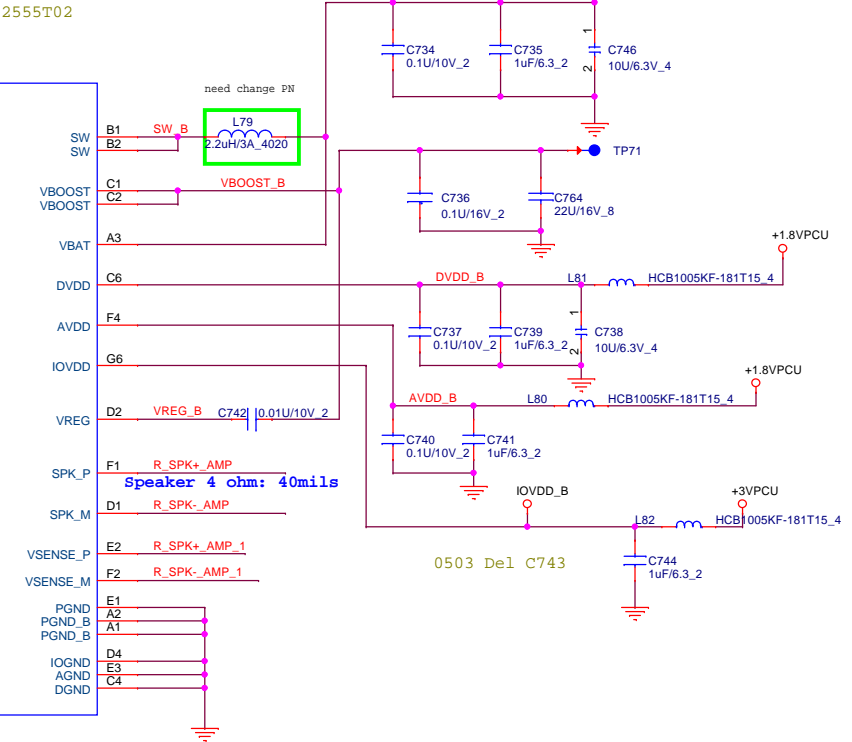 2555T02
C734
0.1U/10V_2
C735
1uF/6.3_2
1
2
C746
10U/6.3V_4
need change PN
L79
2.2uH/3A_4020
SW
B1
SW_B
SW
B2
TP71
VBOOST
C1
VBOOST_B
VBOOST
C2
C736
0.1U/16V_2
C764
22U/16V_8
VBAT
A3
+1.8VPCU
DVDD
C6
DVDD_B
L81
HCB1005KF-181T15_4
C737
0.1U/10V_2
C739
1uF/6.3_2
1
2
C738
10U/6.3V_4
AVDD
F4
IOVDD
G6
+1.8VPCU
AVDD_B
L80
HCB1005KF-181T15_4
VREG
D2
VREG_B
C742
0.01U/10V_2
C740
0.1U/10V_2
C741
1uF/6.3_2
SPK_P
F1
R_SPK+_AMP
Speaker 4 ohm: 40mils
SPK_M
D1
R_SPK-_AMP
IOVDD_B
+3VPCU
L82
HCB1005KF-181T15_4
VSENSE_P
E2
R_SPK+_AMP_1
VSENSE_M
F2
R_SPK-_AMP_1
0503 Del C743
C744
1uF/6.3_2
PGND
E1
PGND_B
A2
PGND_B
A1
IOGND
D4
AGND
E3
DGND
C4